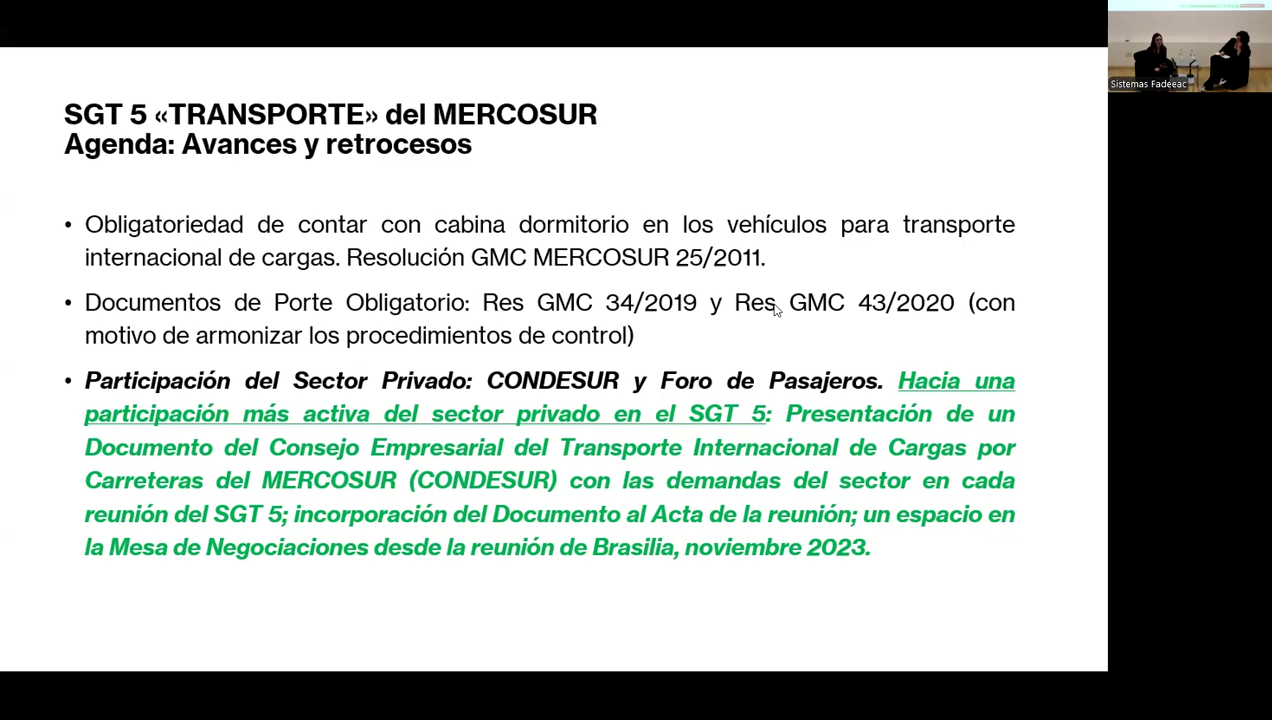 SGT 5 «TRANSPORTE» del MERCOSUR
Agenda: Avances y retrocesos
• Obligatoriedad de contar con cabina dormitorio en los vehículos para transporte
internacional de cargas. Resolución GMC MERCOSUR 25/2011.
• Documentos de Porte Obligatorio: Res GMC 34/2019 y Res GMC 43/2020 (con
motivo de armonizar los procedimientos de control)
• Participación del Sector Privado: CONDESUR y Foro de Pasajeros. Hacia una
participación más activa del sector privado en el SGT 5: Presentación de un
Documento del Consejo Empresarial del Transporte Internacional de Cargas por
Carreteras del MERCOSUR (CONDESUR) con las demandas del sector en cada
reunión del SGT 5; incorporación del Documento al Acta de la reunión; un espacio en
la Mesa de Negociaciones desde la reunión de Brasilia, noviembre 2023.
Sistemas Fadeeac